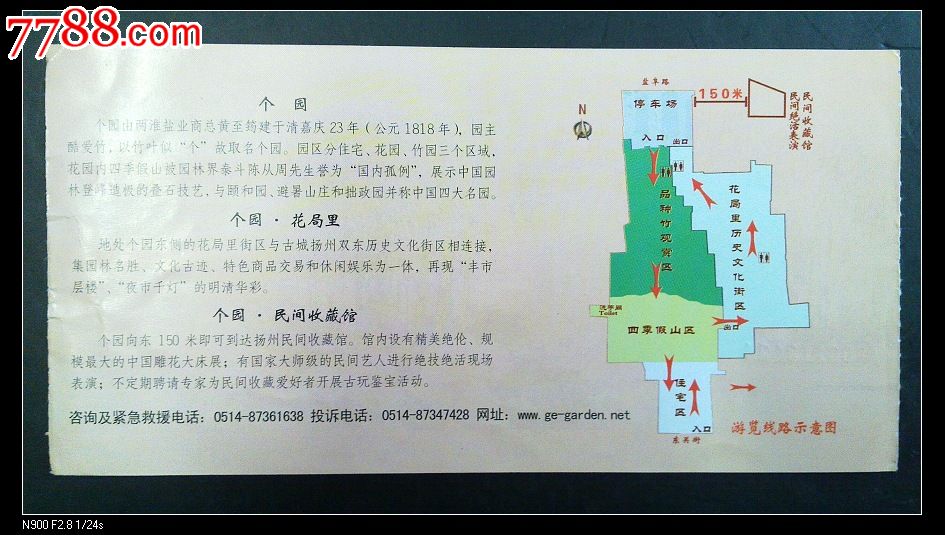 7788.com
个 园
个园由两淮盐业商总黄至筠建于清嘉庆23年（公元1818年），园主
酷爱竹，以竹叶似“个”故取名个园。园区分住宅、花园、竹园三个区域，
花园内四季假山被园林界泰斗陈从周先生誉为“国内孤例”，展示中国园
林登峰造极的叠石技艺，与颐和园、避暑山庄和拙政园并称中国四大名园。
个园·花局里
地处个园东侧的花局里街区与古城扬州双东历史文化街区相连接，
集园林名胜、文化古迹、特色商品交易和休闲娱乐为一体，再现“丰市
层楼”、“夜市千灯”的明清华彩。
个园·民间收藏馆
个园向东 150 米即可到达扬州民间收藏馆。馆内设有精美绝伦、规
模最大的中国雕花大床展；有国家大师级的民间艺人进行绝技绝活现场
表演；不定期聘请专家为民间收藏爱好者开展古玩鉴宝活动。
咨询及紧急救援电话：0514-87361638 投诉电话：0514-87347428 网址：www.ge-garden.net
盐阜路
停车场
150米
民间收藏馆
民间绝活表演
N
入口
出口
品种竹观赏区
花局里历史文化街区
洗手间
Toilet
四季假山区
出口
住宅区
入口
东关街
游览线路示意图
N900 F2.8 1/24s